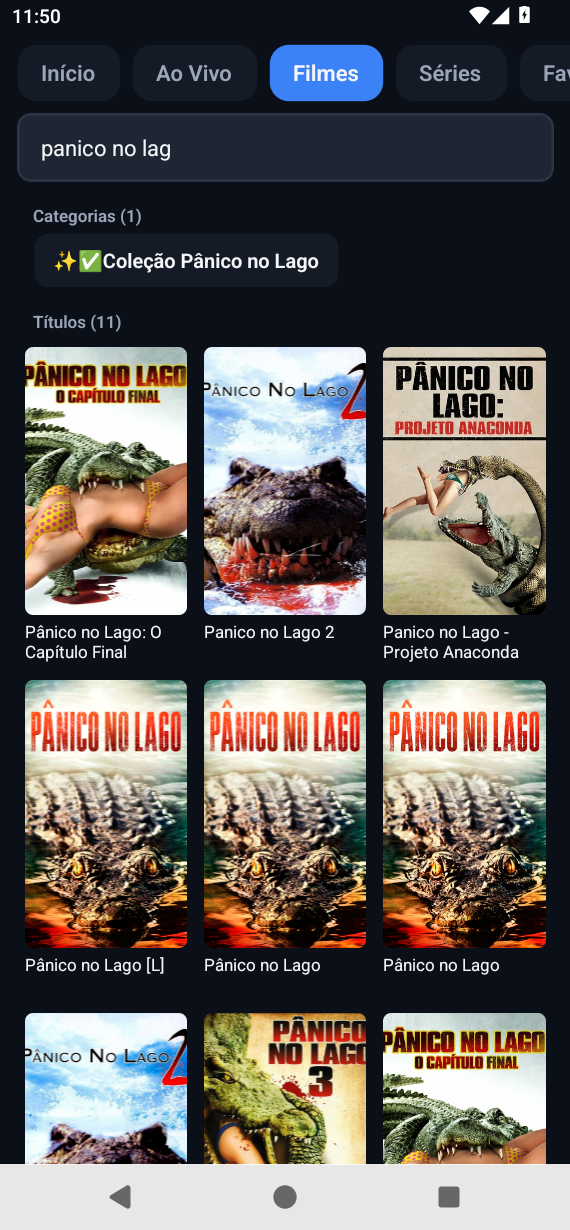 11:50
Início
Ao Vivo
Filmes
Séries
Fav
panico no lag
Categorias (1)
✨✅Coleção Pânico no Lago
Títulos (11)
PÂNICO NO LAGO
O CAPÍTULO FINAL
PÂNICO NO LAGO 2
PÂNICO NO
LAGO:
PROJETO ANACONDA
Pânico no Lago: O
Capítulo Final
Panico no Lago 2
Panico no Lago -
Projeto Anaconda
PÂNICO NO LAGO
PÂNICO NO LAGO
PÂNICO NO LAGO
Pânico no Lago [L]
Pânico no Lago
Pânico no Lago
PÂNICO NO LAGO 2
PÂNICO
NO LAGO
3
PÂNICO NO LAGO
O CAPÍTULO FINAL